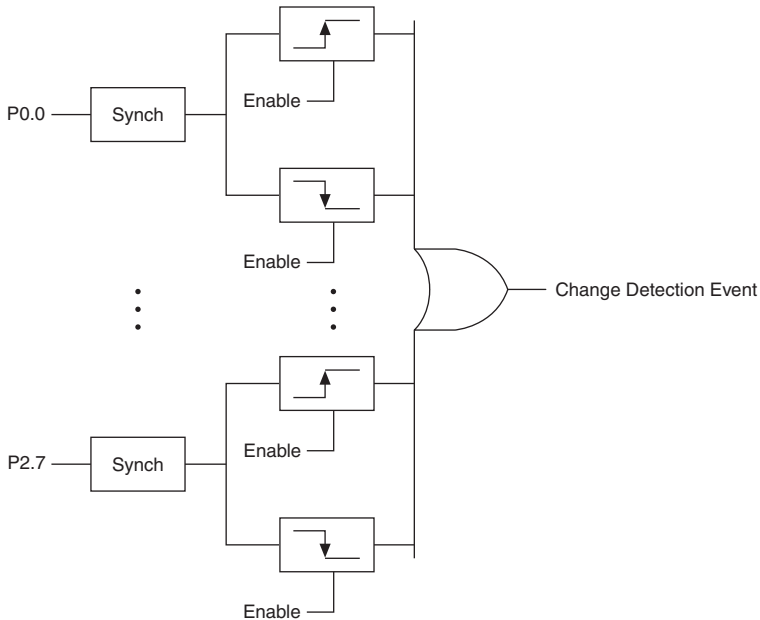 Enable
P0.0
Synch
Enable
Change Detection Event
Enable
P2.7
Synch
Enable